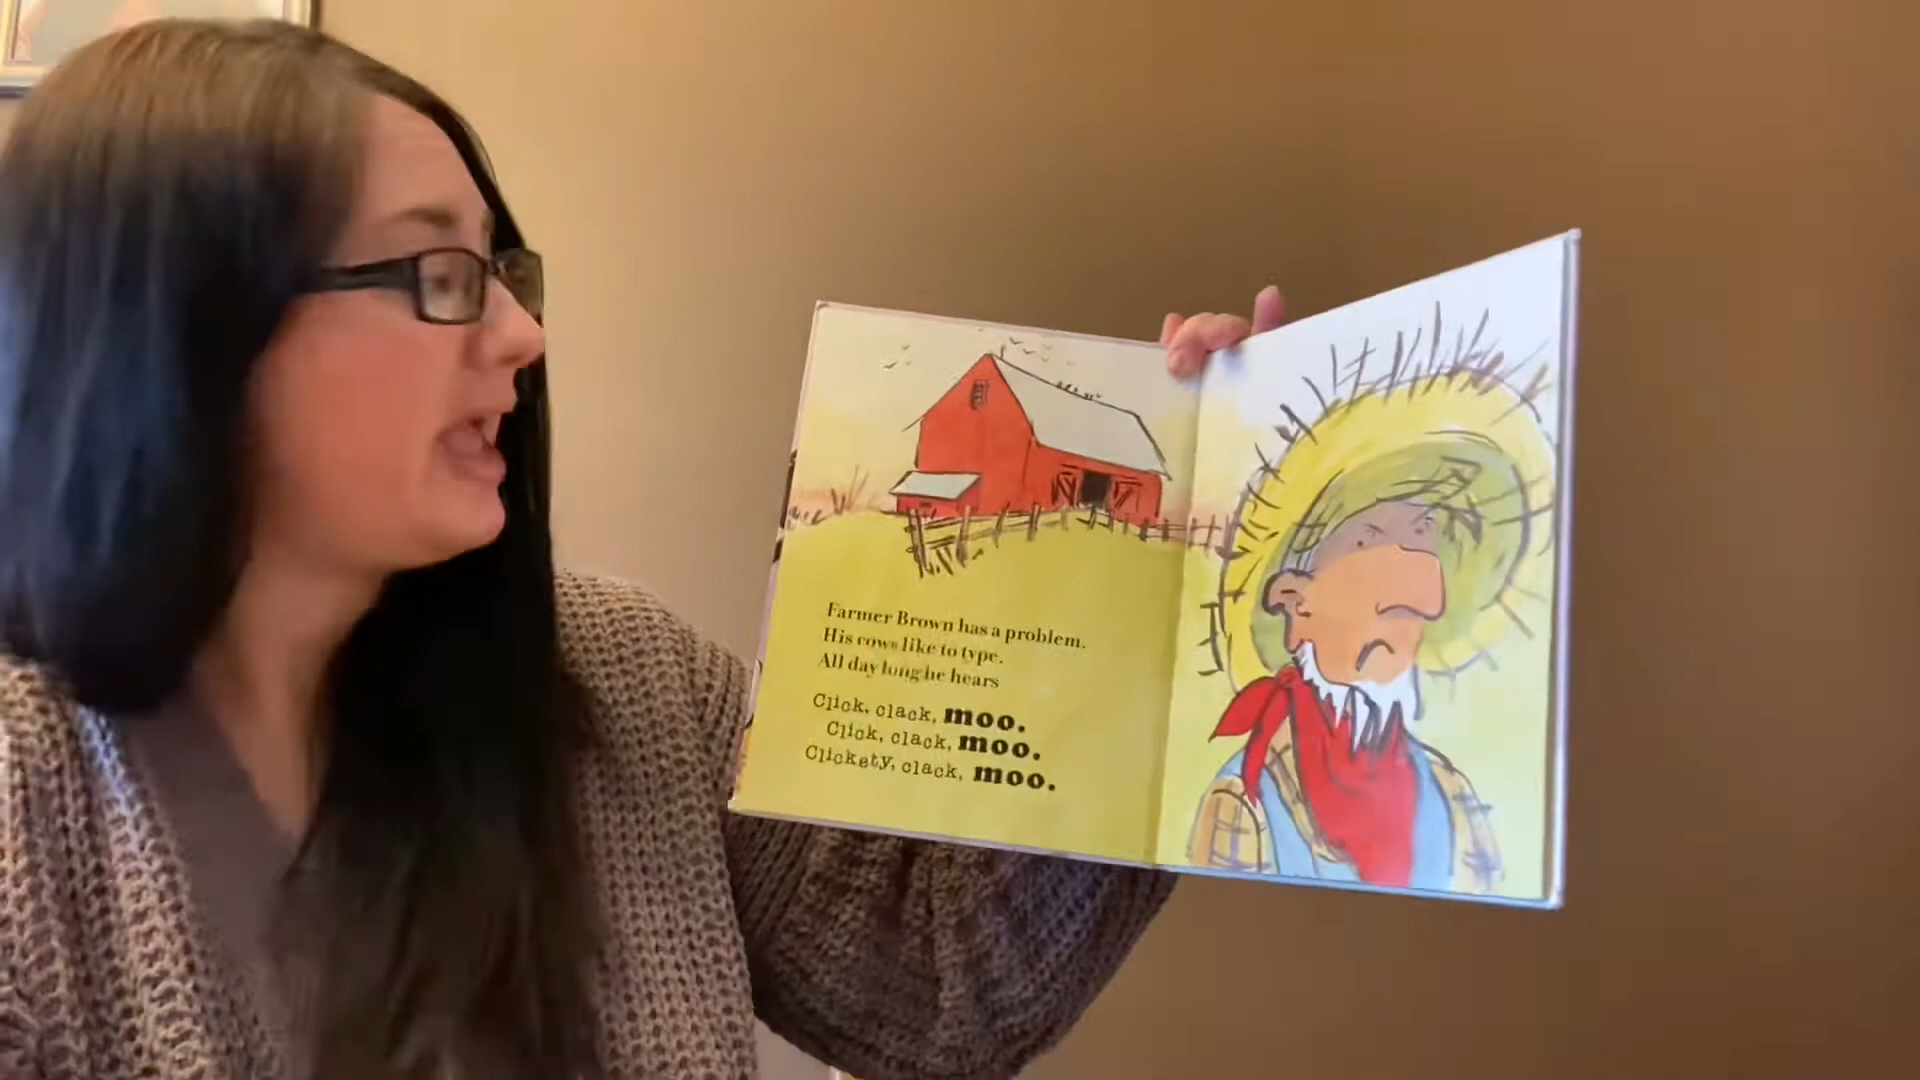 Farmer Brown has a problem.
His cows like to type.
All day long he hears
Click, clack, moo.
Click, clack, moo.
Clickety, clack, moo.